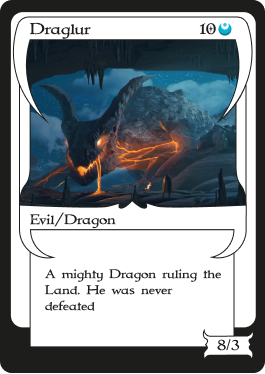 Draglur 10
Evil/Dragon
A mighty Dragon ruling the
Land. He was never
defeated
8/3